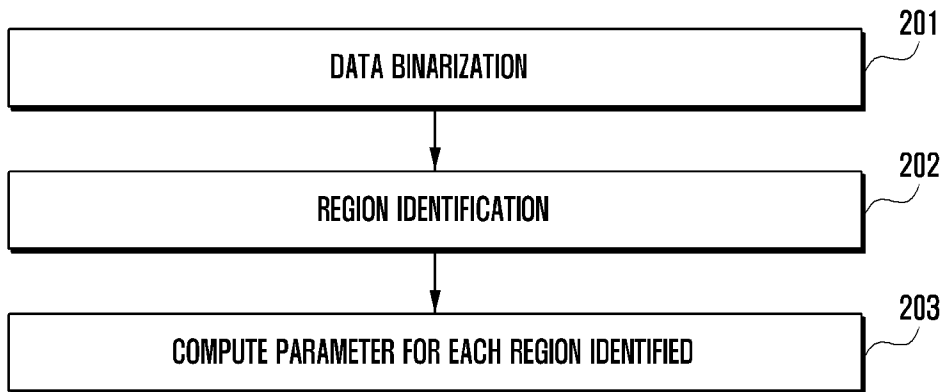 201
DATA BINARIZATION
202
REGION IDENTIFICATION
203
COMPUTE PARAMETER FOR EACH REGION IDENTIFIED